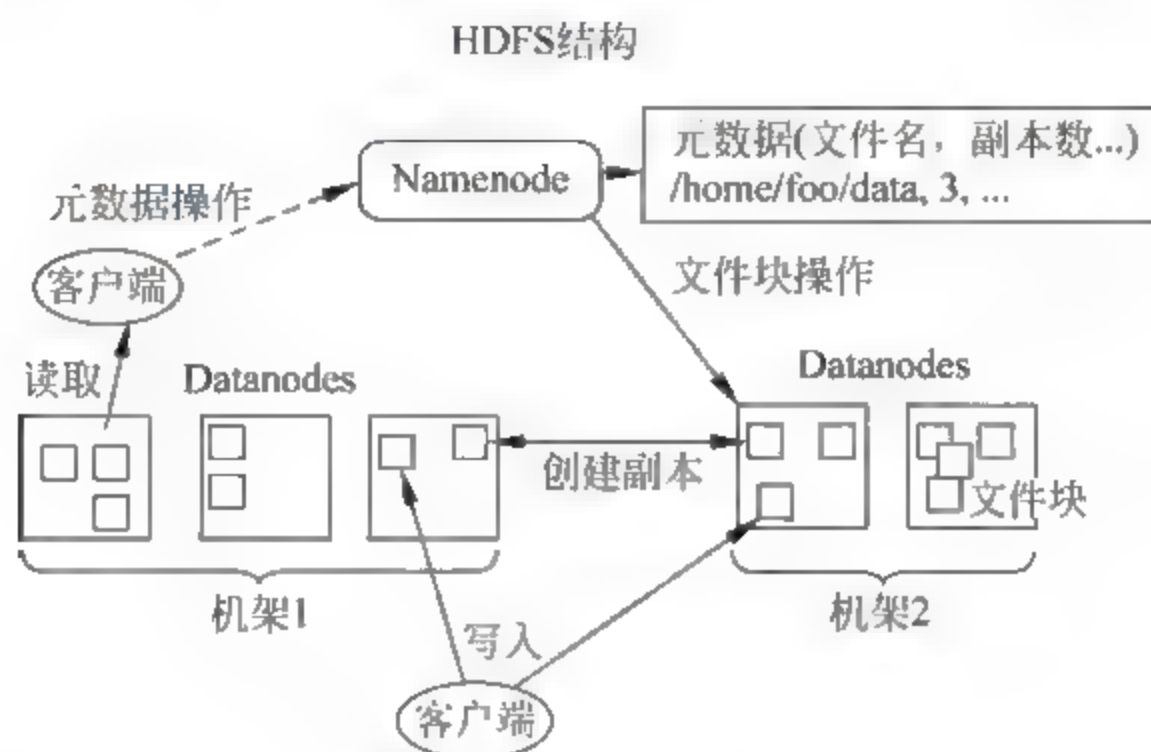 HDFS结构
元数据(文件名，副本数...)
/home/foo/data, 3, ...
Namenode
元数据操作
客户端
文件块操作
读取
Datanodes
Datanodes
创建副本
文件块
机架1
机架2
写入
客户端